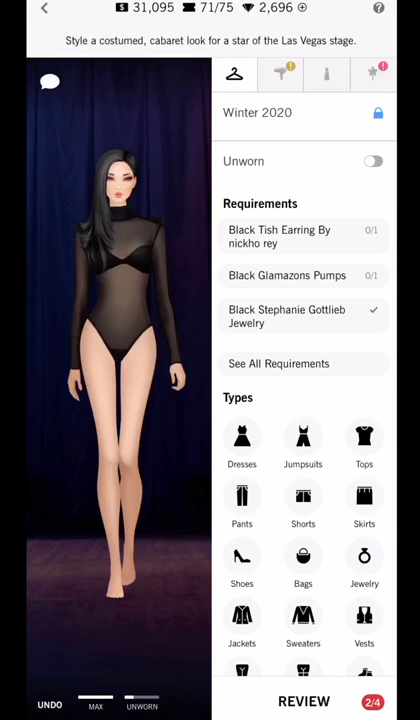 31,095 71/75 2,696
Style a costumed, cabaret look for a star of the Las Vegas stage.
Winter 2020
Unworn
Requirements
Black Tish Earring By
nickho rey
0/1
Black Glamazons Pumps 0/1
Black Stephanie Gottlieb
Jewelry
See All Requirements
Types
Dresses Jumpsuits Tops
Pants Shorts Skirts
Shoes Bags Jewelry
Jackets Sweaters Vests
UNDO MAX UNWORN
REVIEW 2/4